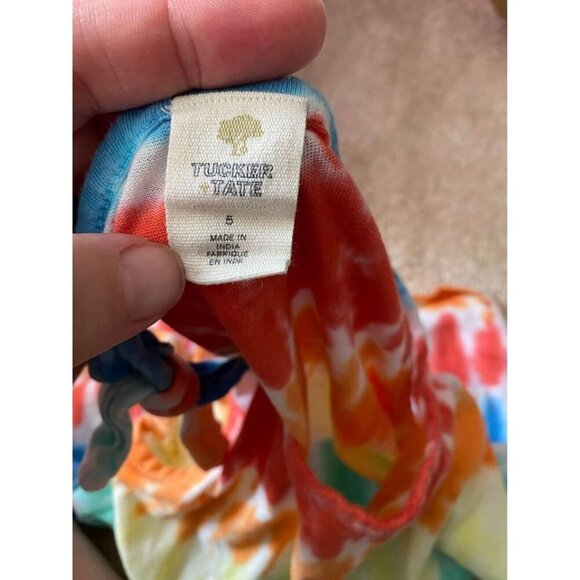 TUCKER
+ TATE
5
MADE IN
INDIA
FABRIQUE
EN INDE